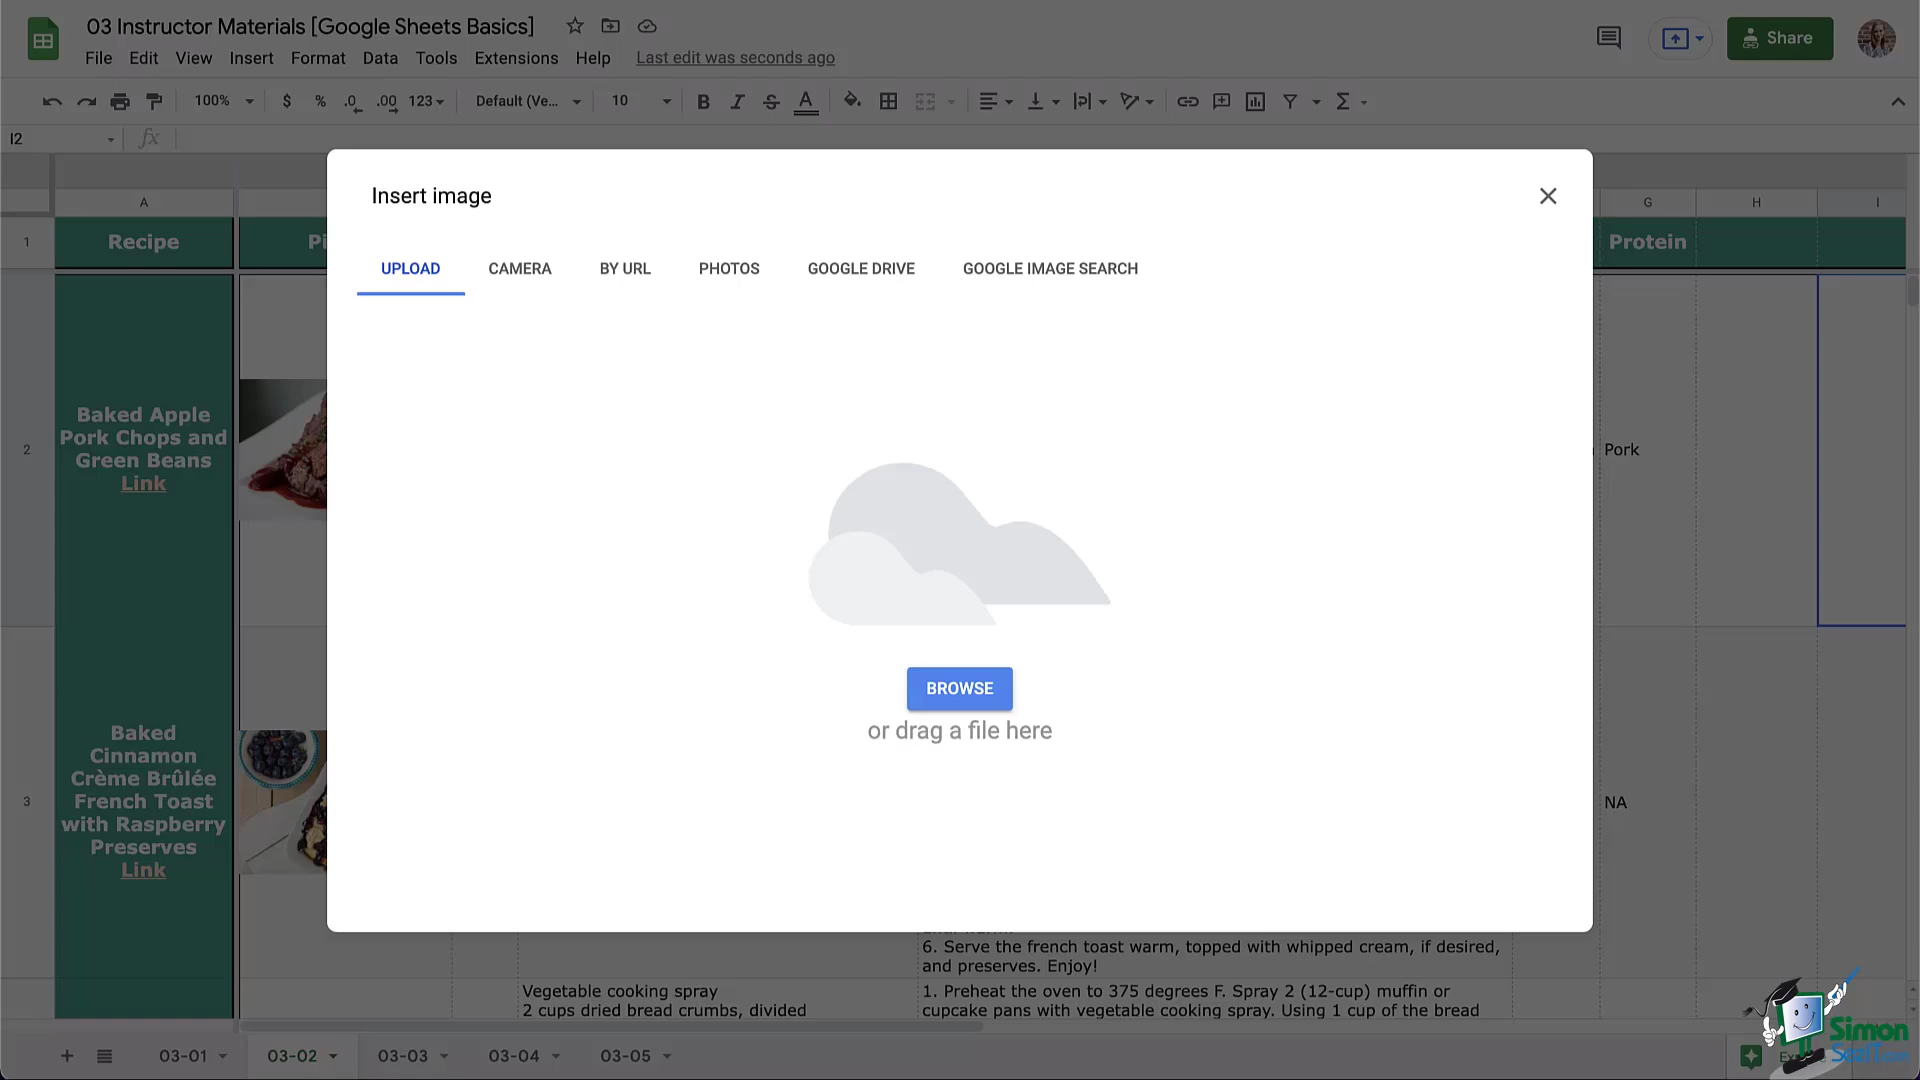 03 Instructor Materials [Google Sheets Basics]
File Edit View Insert Format Data Tools Extensions Help Last edit was seconds ago
Share
100% $ % .0 .00 123 Default (Ve... 10 B I S A
I2 fx
Insert image
UPLOAD CAMERA BY URL PHOTOS GOOGLE DRIVE GOOGLE IMAGE SEARCH
BROWSE
or drag a file here
A G H I
1 Recipe Pi Protein
2
Baked Apple
Pork Chops and
Green Beans
Link
Pork
3
Baked
Cinnamon
Crème Brûlée
French Toast
with Raspberry
Preserves
Link
NA
6. Serve the french toast warm, topped with whipped cream, if desired,
and preserves. Enjoy!
Vegetable cooking spray
2 cups dried bread crumbs, divided
1. Preheat the oven to 375 degrees F. Spray 2 (12-cup) muffin or
cupcake pans with vegetable cooking spray. Using 1 cup of the bread
03-01 03-02 03-03 03-04 03-05
Simon
SezIT.com